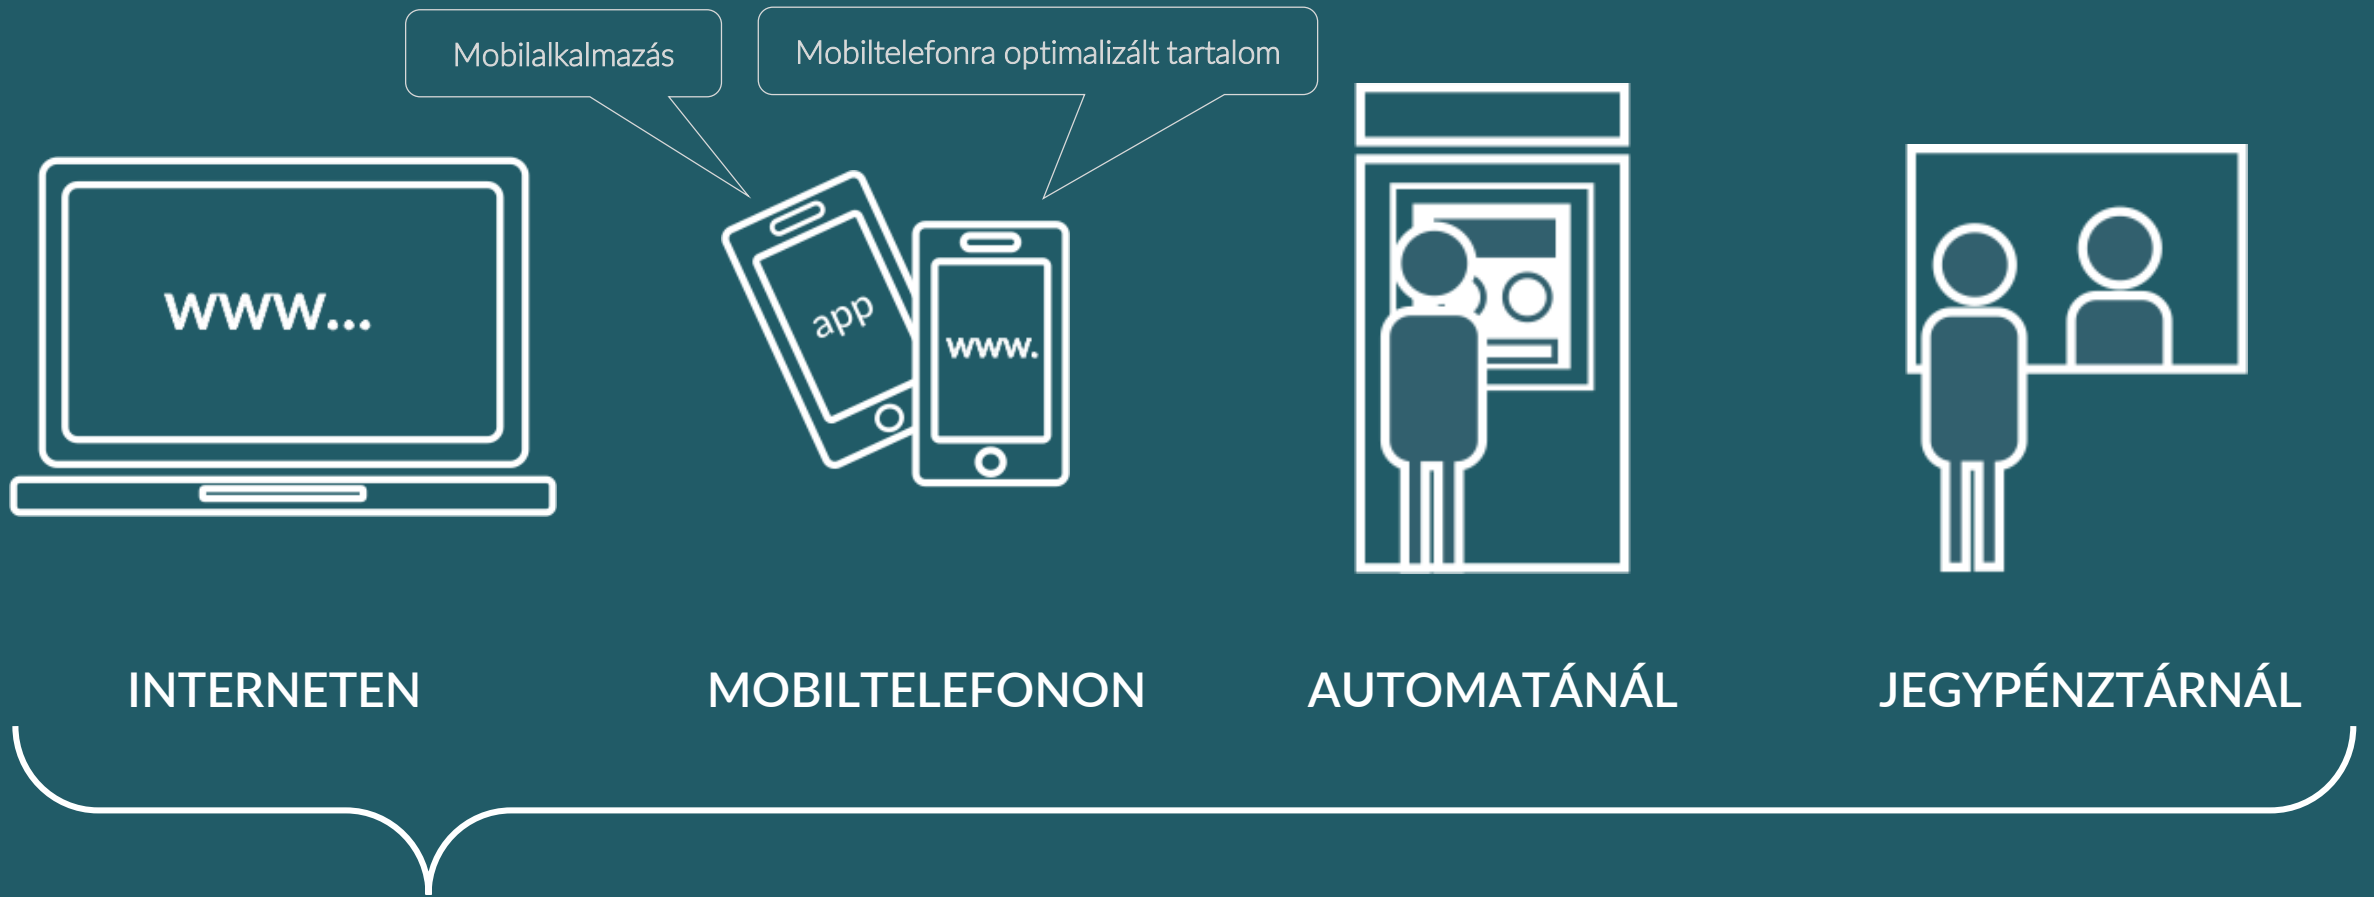 Mobilalkalmazás
Mobiltelefonra optimalizált tartalom
www...
app
www.
INTERNETEN
MOBILTELEFONON
AUTOMATÁNÁL
JEGYPÉNZTÁRNÁL